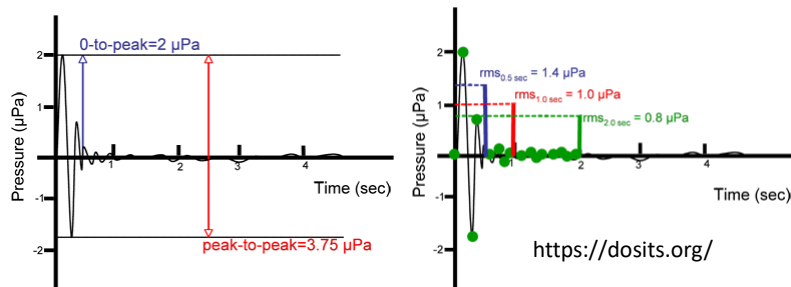 0-to-peak=2 µPa
2
1
-1
-2
Pressure (µPa)
1
2
3
4
Time (sec)
peak-to-peak=3.75 µPa
2
1
-1
-2
Pressure (µPa)
rms0.5 sec = 1.4 µPa
rms1.0 sec = 1.0 µPa
rms2.0 sec = 0.8 µPa
1
2
3
4
Time (sec)
https://dosits.org/